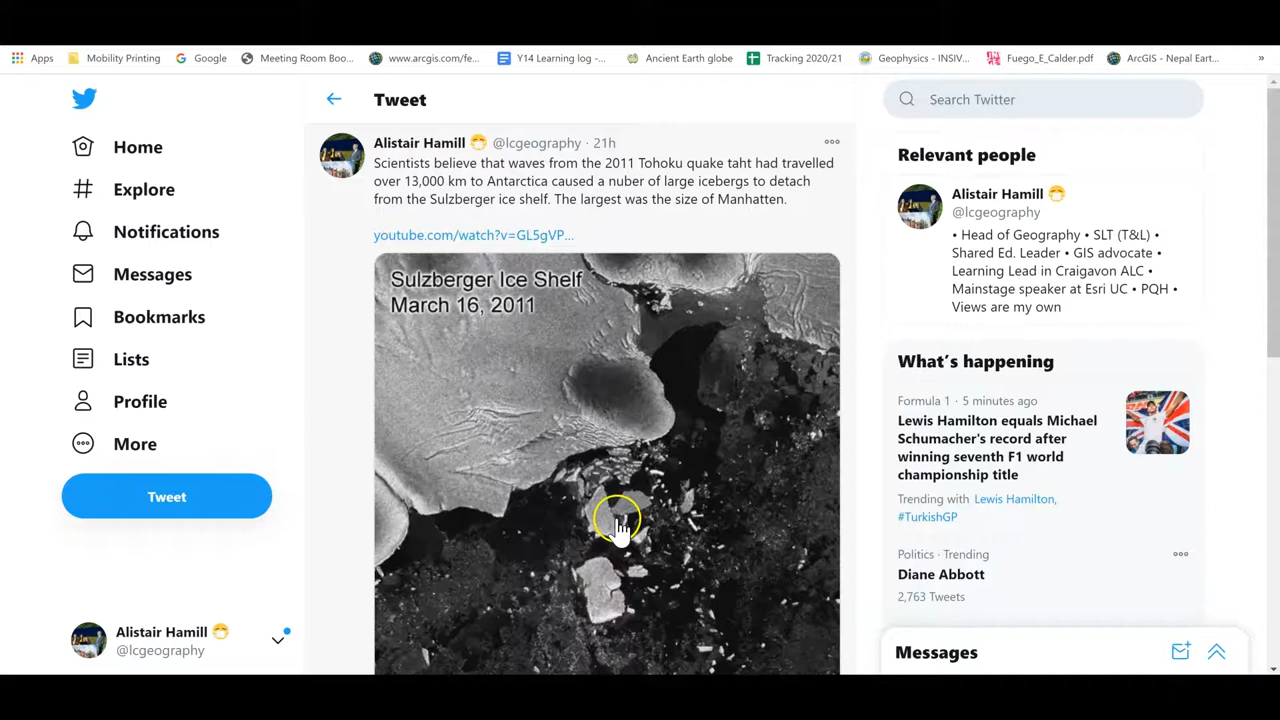 Apps
Mobility Printing
Google
Meeting Room Boo...
www.arcgis.com/fe...
Y14 Learning log -...
Ancient Earth globe
Tracking 2020/21
Geophysics - INSIV...
Fuego_E_Calder.pdf
ArcGIS - Nepal Eart...
»
Home
Explore
Notifications
Messages
Bookmarks
Lists
Profile
More
Tweet
Alistair Hamill 😷
@lcgeography
Tweet
Alistair Hamill 😷 @lcgeography · 21h
Scientists believe that waves from the 2011 Tohoku quake taht had travelled
over 13,000 km to Antarctica caused a nuber of large icebergs to detach
from the Sulzberger ice shelf. The largest was the size of Manhatten.
youtube.com/watch?v=GL5gVP...
Sulzberger Ice Shelf
March 16, 2011
Search Twitter
Relevant people
Alistair Hamill 😷
@lcgeography
• Head of Geography • SLT (T&L) •
Shared Ed. Leader • GIS advocate •
Learning Lead in Craigavon ALC •
Mainstage speaker at Esri UC • PQH •
Views are my own
What's happening
Formula 1 · 5 minutes ago
Lewis Hamilton equals Michael
Schumacher's record after
winning seventh F1 world
championship title
Trending with Lewis Hamilton,
#TurkishGP
Politics · Trending
Diane Abbott
2,763 Tweets
Messages